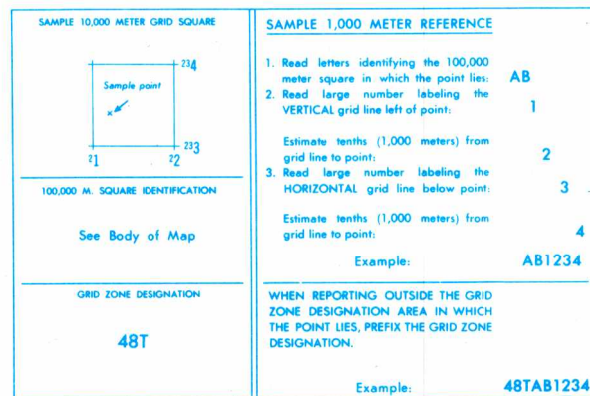 SAMPLE 10,000 METER GRID SQUARE
234
Sample point
233
21
22
100,000 M. SQUARE IDENTIFICATION
See Body of Map
GRID ZONE DESIGNATION
48T
SAMPLE 1,000 METER REFERENCE
1. Read letters identifying the 100,000
meter square in which the point lies: AB
2. Read large number labeling the
VERTICAL grid line left of point: 1
Estimate tenths (1,000 meters) from
grid line to point: 2
3. Read large number labeling the
HORIZONTAL grid line below point: 3
Estimate tenths (1,000 meters) from
grid line to point: 4
Example: AB1234
WHEN REPORTING OUTSIDE THE GRID
ZONE DESIGNATION AREA IN WHICH
THE POINT LIES, PREFIX THE GRID ZONE
DESIGNATION.
Example: 48TAB1234